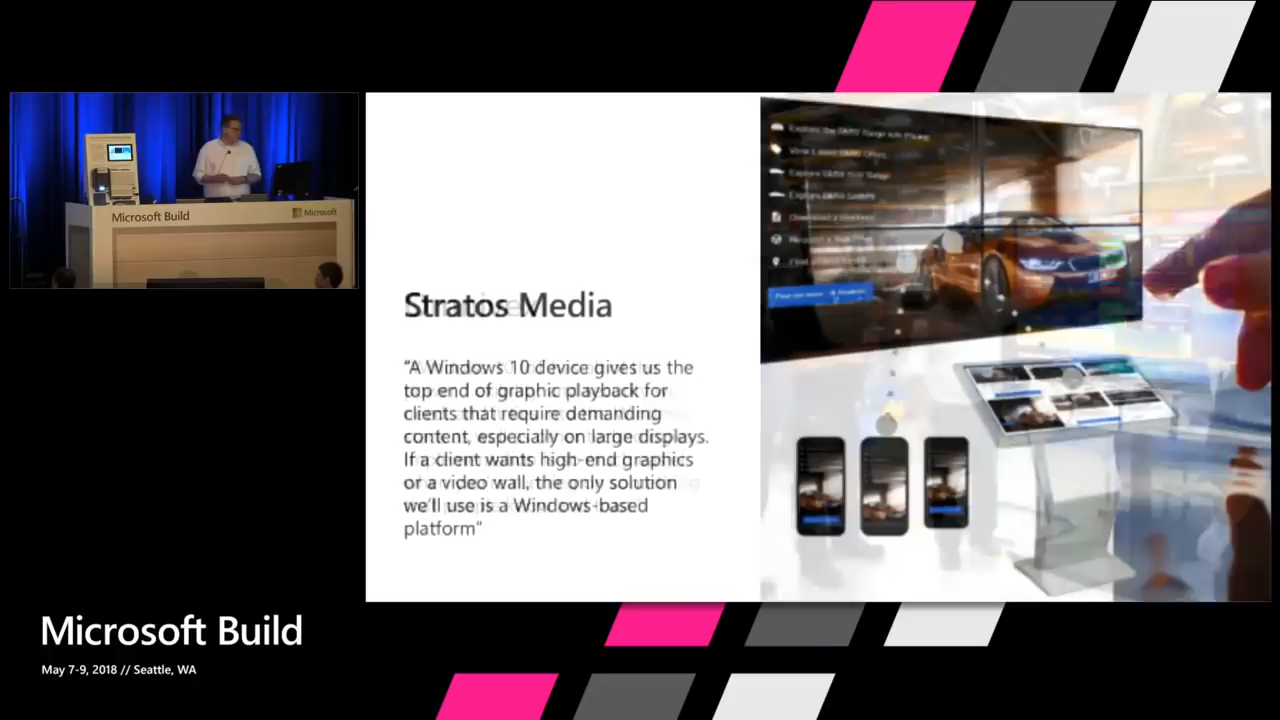 Microsoft Build
Microsoft
Stratos Media
“A Windows 10 device gives us the
top end of graphic playback for
clients that require demanding
content, especially on large displays.
If a client wants high-end graphics
or a video wall, the only solution
we’ll use is a Windows-based
platform“
Microsoft Build
May 7-9, 2018 // Seattle, WA